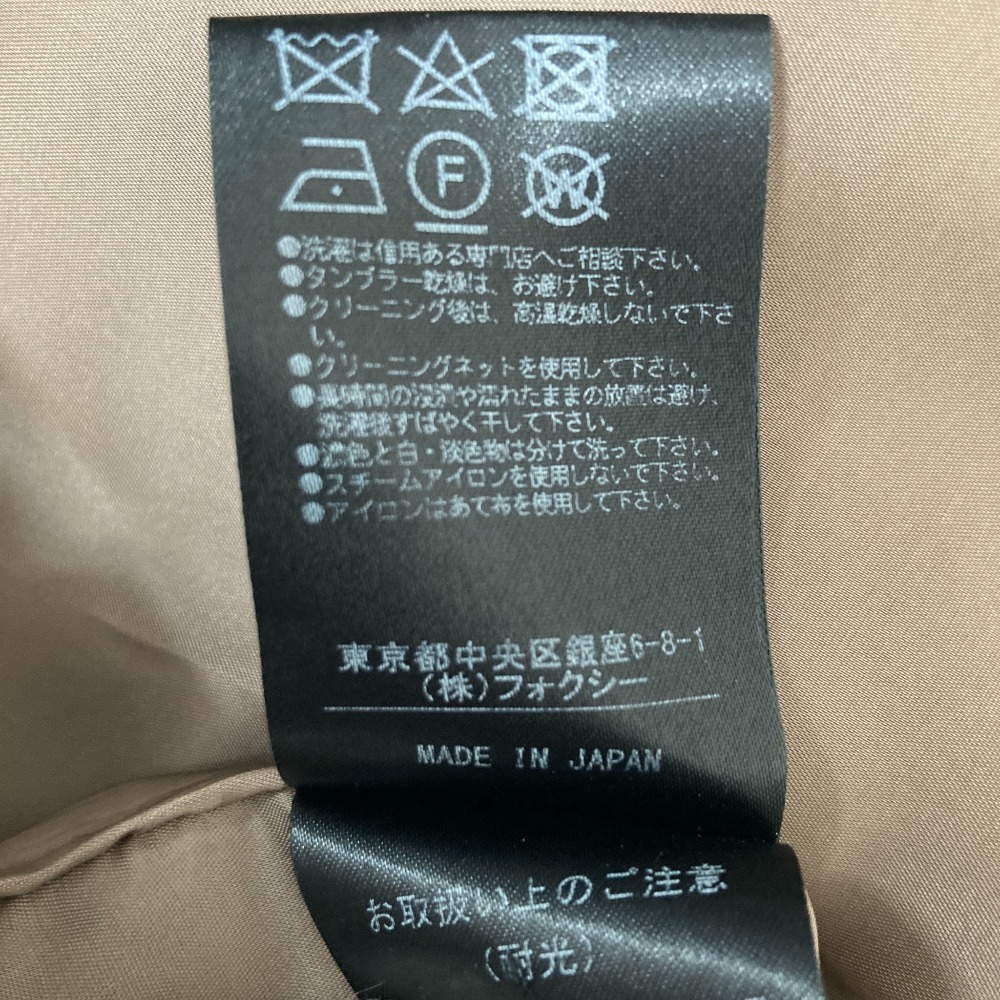 F
W
●洗濯は信用ある専門店へご相談下さい。
●タンブラー乾燥は、お避け下さい。
●クリーニング後は、高温乾燥しないで下さ
い。
●クリーニングネットを使用して下さい。
●長時間の浸漬や濡れたままの放置は避け、
洗濯後すばやく干して下さい。
●濃色と白・淡色物は分けて洗って下さい。
●スチームアイロンを使用しないで下さい。
●アイロンはあて布を使用して下さい。
東京都中央区銀座6-8-1
(株)フォクシー
MADE IN JAPAN
お取扱い上のご注意
(耐光)